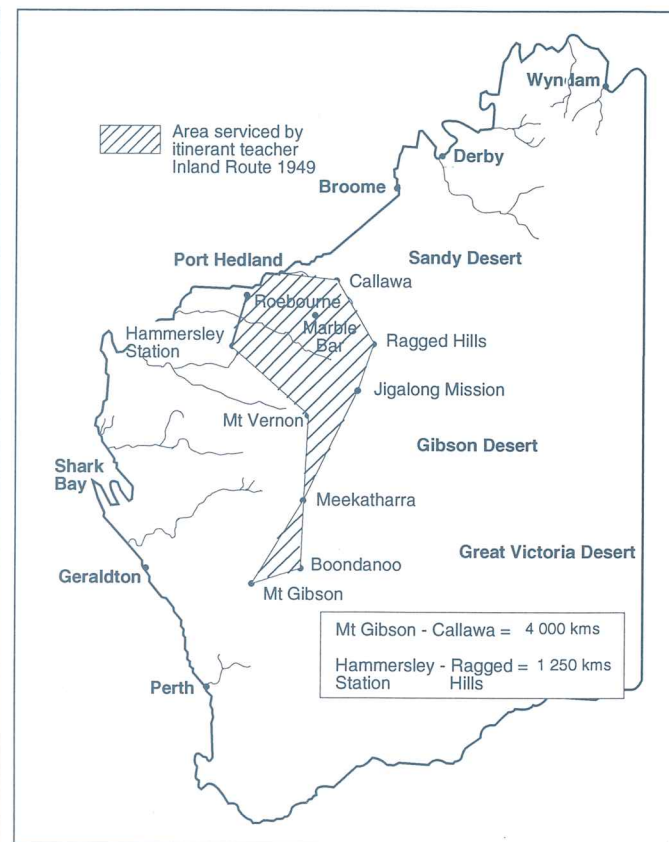 Wyndam
Area serviced by
itinerant teacher
Inland Route 1949
Derby
Broome
Sandy Desert
Port Hedland
Callawa
Roebourne
Marble
Bar
Hammersley
Station
Ragged Hills
Jigalong Mission
Mt Vernon
Gibson Desert
Shark
Bay
Meekatharra
Great Victoria Desert
Boondanoo
Geraldton
Mt Gibson
Mt Gibson - Callawa = 4 000 kms
Hammersley - Ragged = 1 250 kms
Station Hills
Perth